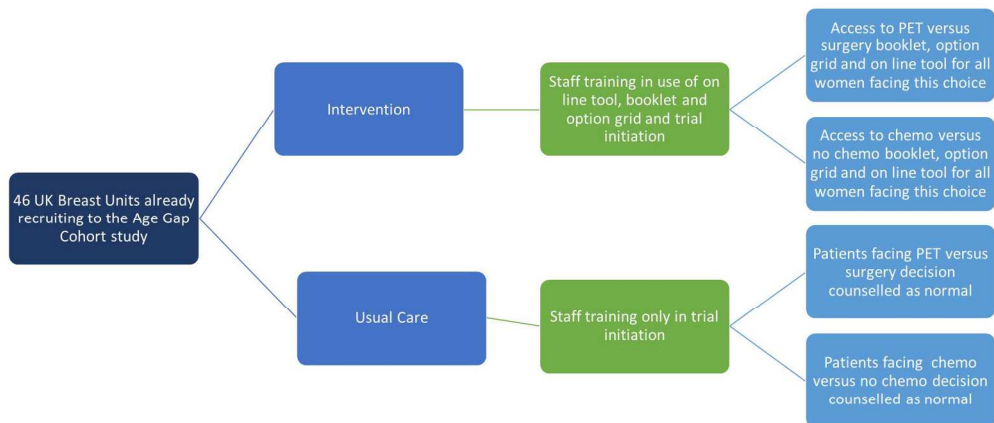 46 UK Breast Units already
recruiting to the Age Gap
Cohort study
Intervention
Staff training in use of on
line tool, booklet and
option grid and trial
initiation
Access to PET versus
surgery booklet, option
grid and on line tool for all
women facing this choice
Access to chemo versus
no chemo booklet, option
grid and on line tool for all
women facing this choice
Usual Care
Staff training only in trial
initiation
Patients facing PET versus
surgery decision
counselled as normal
Patients facing chemo
versus no chemo decision
counselled as normal